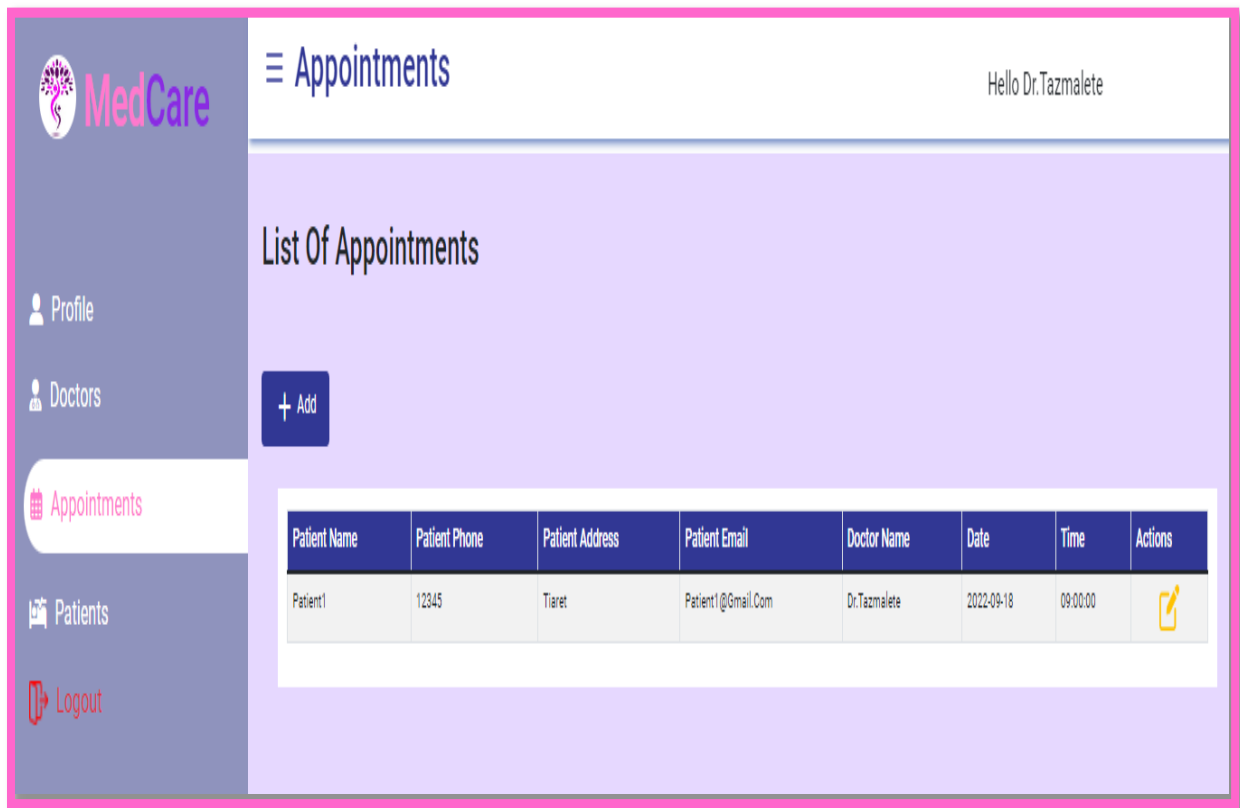 MedCare
Appointments
Hello Dr.Tazmalete
List Of Appointments
Profile
Doctors
Add
Appointments
Patient Name Patient Phone Patient Address Patient Email Doctor Name Date Time Actions
Patient1 12345 Tiaret Patient1@Gmail.Com Dr.Tazmalete 2022-09-18 09:00:00
Patients
Logout